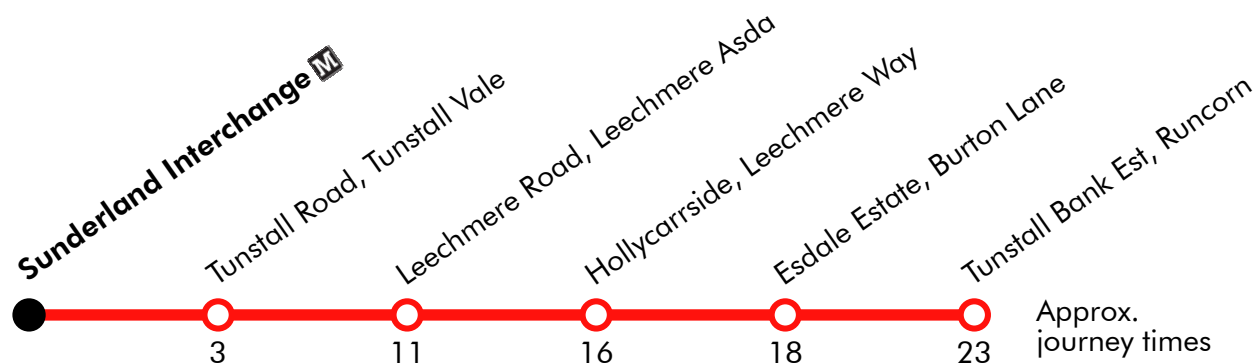 Sunderland Interchange M
Tunstall Road, Tunstall Vale
Leechmere Road, Leechmere Asda
Hollycarrside, Leechmere Way
Esdale Estate, Burton Lane
Tunstall Bank Est, Runcorn
3
11
16
18
23
Approx.
journey times